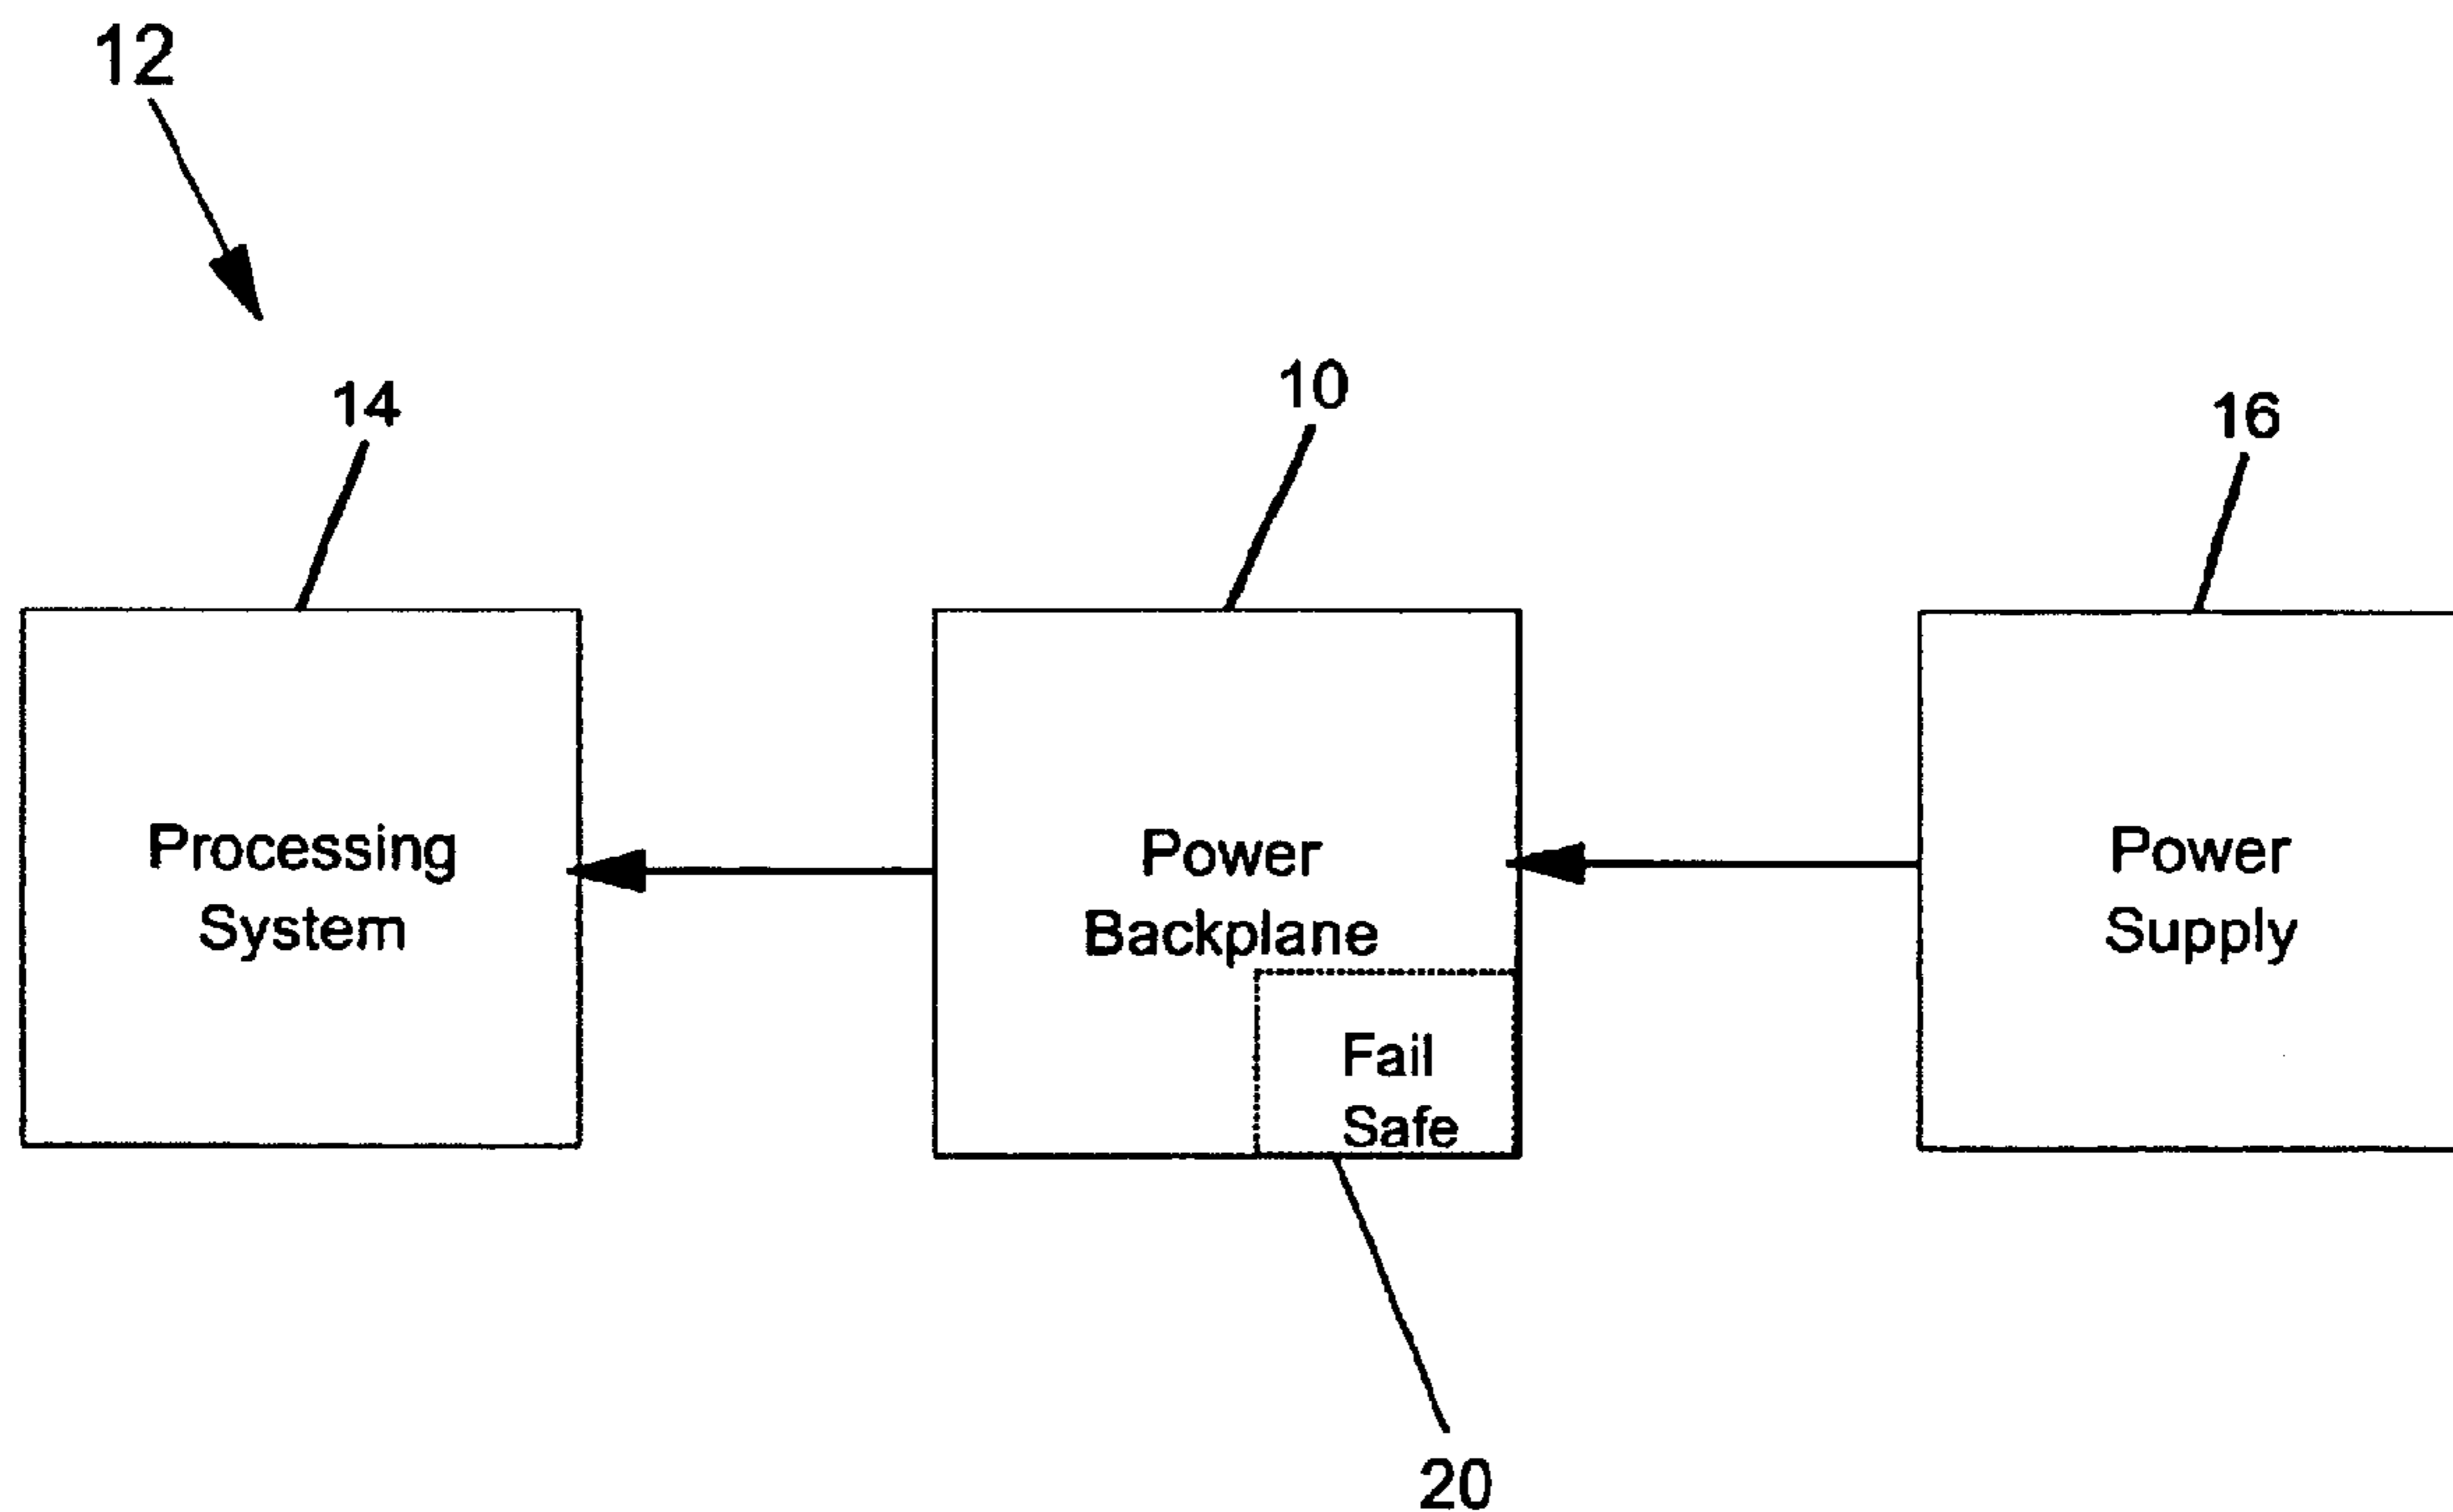 12
14
10
16
Processing
System
Power
Backplane
Power
Supply
Fail
Safe
20